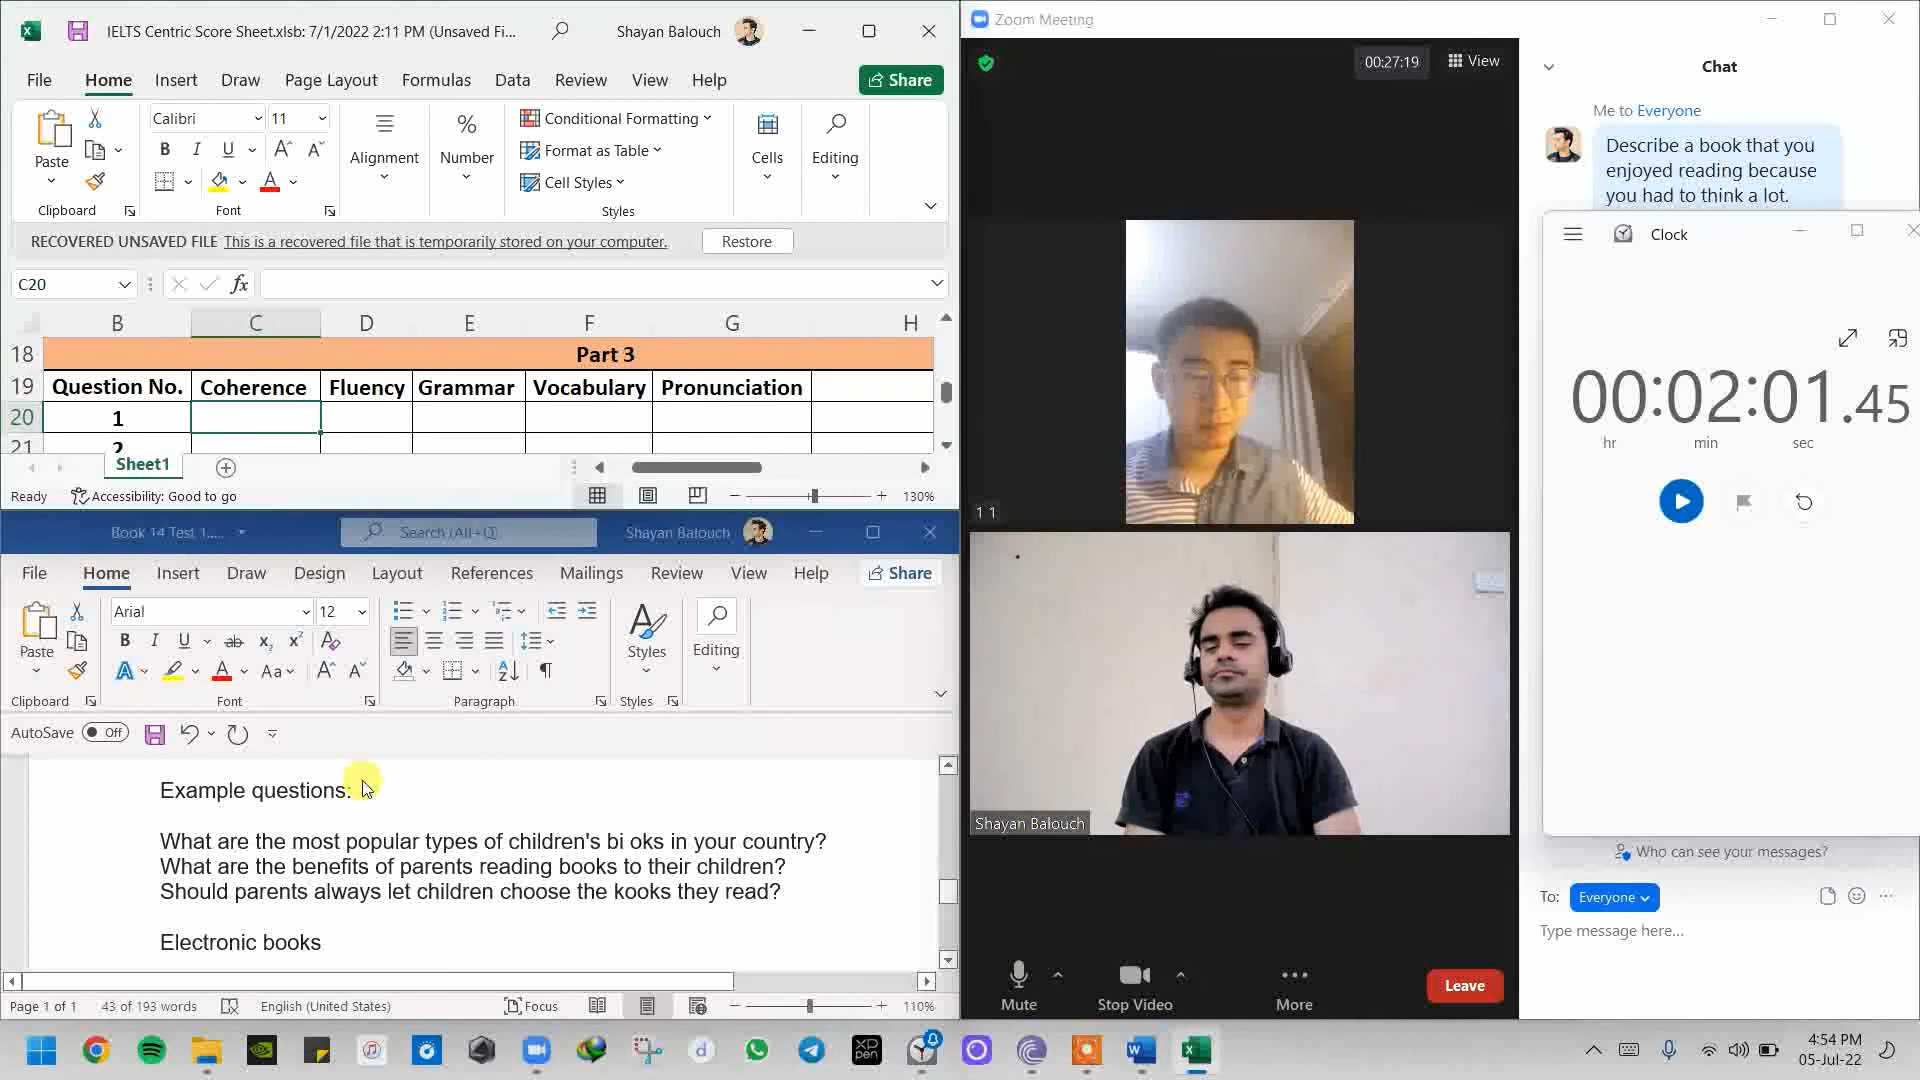 IELTS Centric Score Sheet.xlsb: 7/1/2022 2:11 PM (Unsaved Fi...
Shayan Balouch
File Home Insert Draw Page Layout Formulas Data Review View Help Share
Paste
Clipboard
Calibri 11
B I U A A
A
Font
Alignment
%
Number
Conditional Formatting
Format as Table
Cell Styles
Styles
Cells
Editing
RECOVERED UNSAVED FILE This is a recovered file that is temporarily stored on your computer. Restore
C20 fx
B C D E F G H
18 Part 3
19 Question No. Coherence Fluency Grammar Vocabulary Pronunciation
20 1
21 2
Sheet1
Ready Accessibility: Good to go 130%
Book 14 Test 1.... Search (Alt+Q) Shayan Balouch
File Home Insert Draw Design Layout References Mailings Review View Help Share
Paste
Clipboard
Arial 12
B I U ab x2 x2 A
A A Aa A A
Font
Paragraph
Styles
Styles
Editing
AutoSave Off
Example questions:
What are the most popular types of children's bi oks in your country?
What are the benefits of parents reading books to their children?
Should parents always let children choose the kooks they read?
Electronic books
Page 1 of 1 43 of 193 words English (United States) Focus 110%
Zoom Meeting
00:27:19 View
1 1
Shayan Balouch
Mute Stop Video More Leave
Chat
Me to Everyone
Describe a book that you
enjoyed reading because
you had to think a lot.
Clock
00:02:01.45
hr min sec
Who can see your messages?
To: Everyone
Type message here...
xp
pen
4:54 PM
05-Jul-22